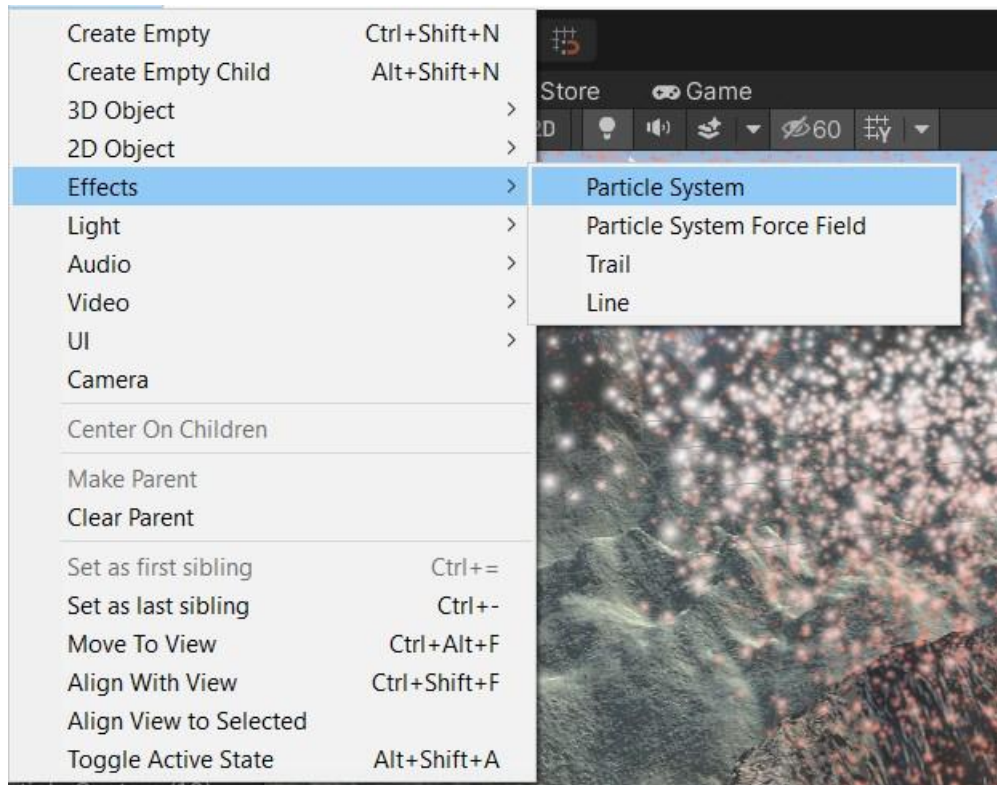 Create Empty Ctrl+Shift+N
Create Empty Child Alt+Shift+N
3D Object
2D Object
Effects
Light
Audio
Video
UI
Camera
Center On Children
Make Parent
Clear Parent
Set as first sibling Ctrl+=
Set as last sibling Ctrl+-
Move To View Ctrl+Alt+F
Align With View Ctrl+Shift+F
Align View to Selected
Toggle Active State Alt+Shift+A
Store Game
2D 60
Particle System
Particle System Force Field
Trail
Line